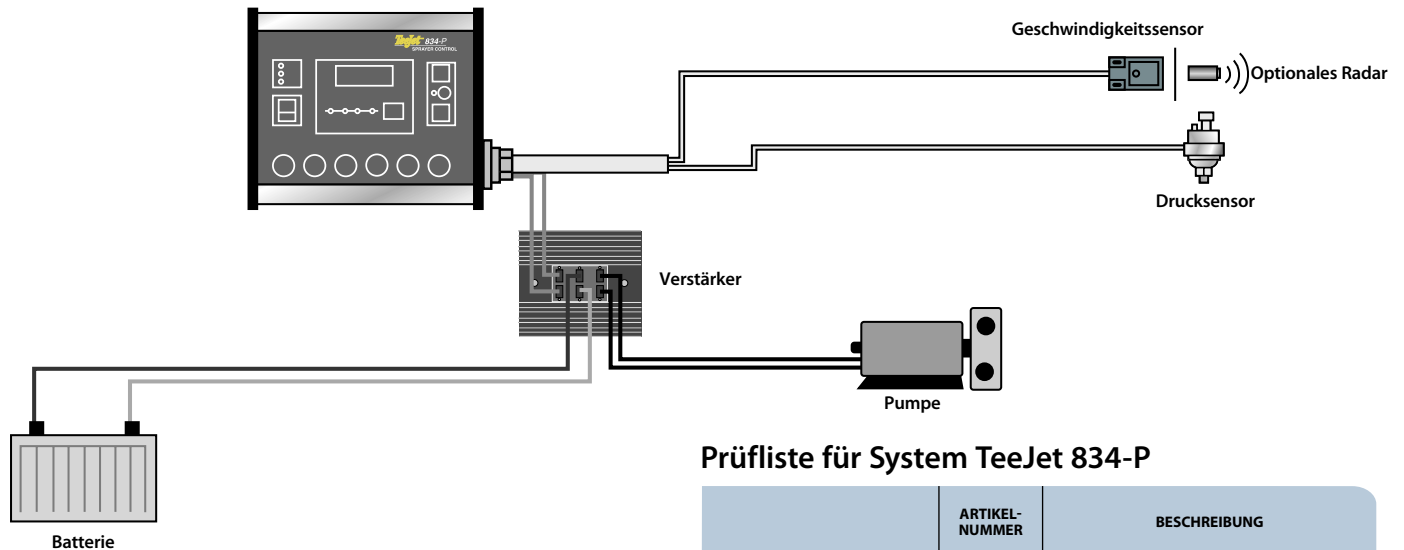 TeeJet 834-P
SPRAYER CONTROL
Geschwindigkeitssensor
Optionales Radar
Drucksensor
Verstärker
Pumpe
Batterie
Prüfliste für System TeeJet 834-P
ARTIKEL-
NUMMER
BESCHREIBUNG